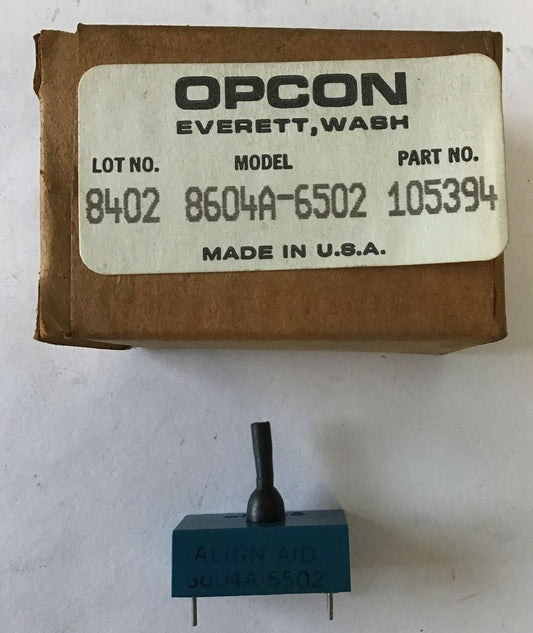 OPCON
EVERETT, WASH
LOT NO. MODEL PART NO.
8402 8604A-6502 105394
MADE IN U.S.A.
ALIGN AID
8604A-6502